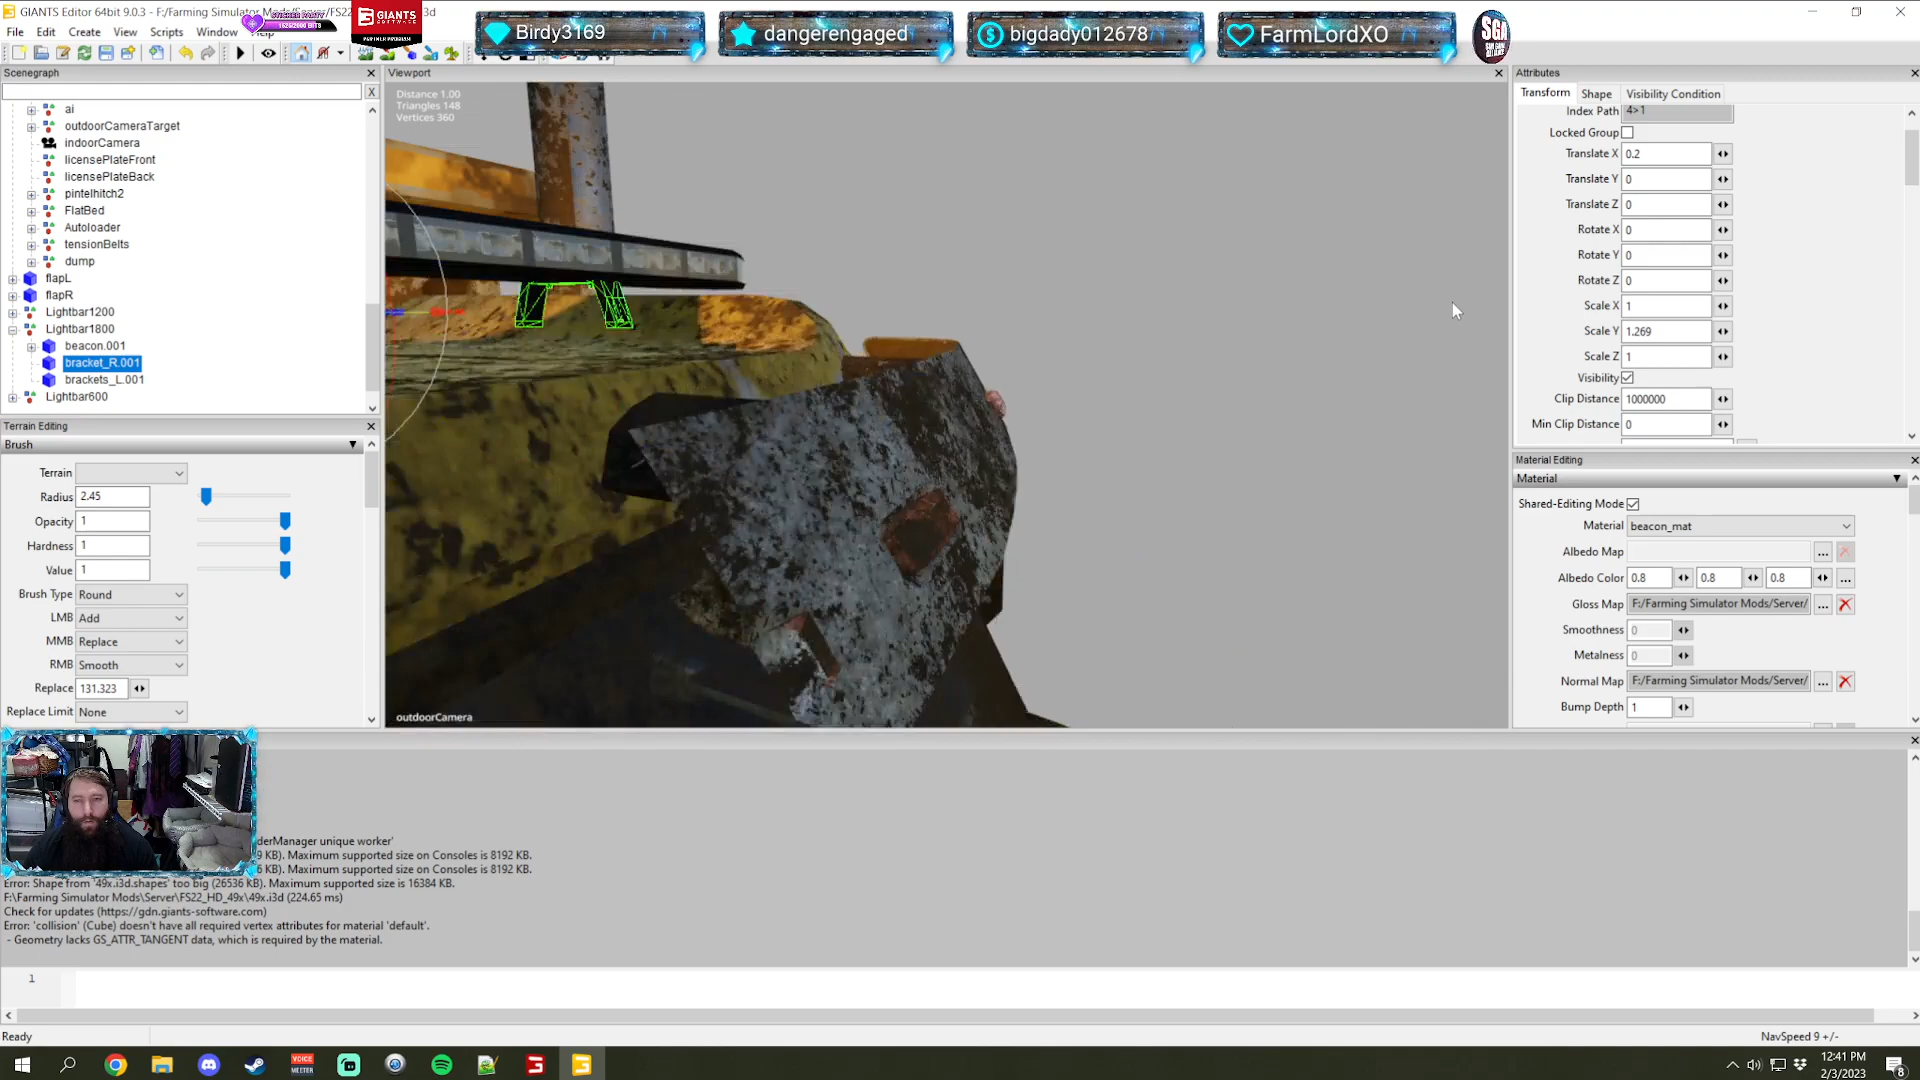 GIANTS Editor 64bit 9.0.3 - F:/Farming Simulator Mods/Server/FS22
File Edit Create View Scripts Window
GIANTS
SOFTWARE
PARTNER PROGRAM
Birdy3169
dangerengaged
bigdady012678
FarmLordXO
SGA
Scenegraph
X
ai
outdoorCameraTarget
indoorCamera
licensePlateFront
licensePlateBack
pintelhitch2
FlatBed
Autoloader
tensionBelts
dump
flapL
flapR
Lightbar1200
Lightbar1800
beacon.001
bracket_R.001
brackets_L.001
Lightbar600
Terrain Editing
Brush
Terrain
Radius 2.45
Opacity 1
Hardness 1
Value 1
Brush Type Round
LMB Add
MMB Replace
RMB Smooth
Replace 131.323
Replace Limit None
Viewport
Distance 1.00
Triangles 148
Vertices 360
outdoorCamera
Attributes
Transform Shape Visibility Condition
Index Path 4>1
Locked Group
Translate X 0.2
Translate Y 0
Translate Z 0
Rotate X 0
Rotate Y 0
Rotate Z 0
Scale X 1
Scale Y 1.269
Scale Z 1
Visibility
Clip Distance 1000000
Min Clip Distance 0
Material Editing
Material
Shared-Editing Mode
Material beacon_mat
Albedo Map ...
Albedo Color 0.8 0.8 0.8 ...
Gloss Map F:/Farming Simulator Mods/Server/ ...
Smoothness 0
Metalness 0
Normal Map F:/Farming Simulator Mods/Server/ ...
Bump Depth 1
derManager unique worker'
9 KB). Maximum supported size on Consoles is 8192 KB.
6 KB). Maximum supported size on Consoles is 8192 KB.
Error: Shape from '49x.i3d.shapes' too big (26536 KB). Maximum supported size is 16384 KB.
F:\Farming Simulator Mods\Server\FS22_HD_49x\49x.i3d (224.65 ms)
Check for updates (https://gdn.giants-software.com)
Error: 'collision' (Cube) doesn't have all required vertex attributes for material 'default'.
- Geometry lacks GS_ATTR_TANGENT data, which is required by the material.
1
Ready
NavSpeed 9 +/-
VOICE
MEETER
12:41 PM
2/3/2023
8